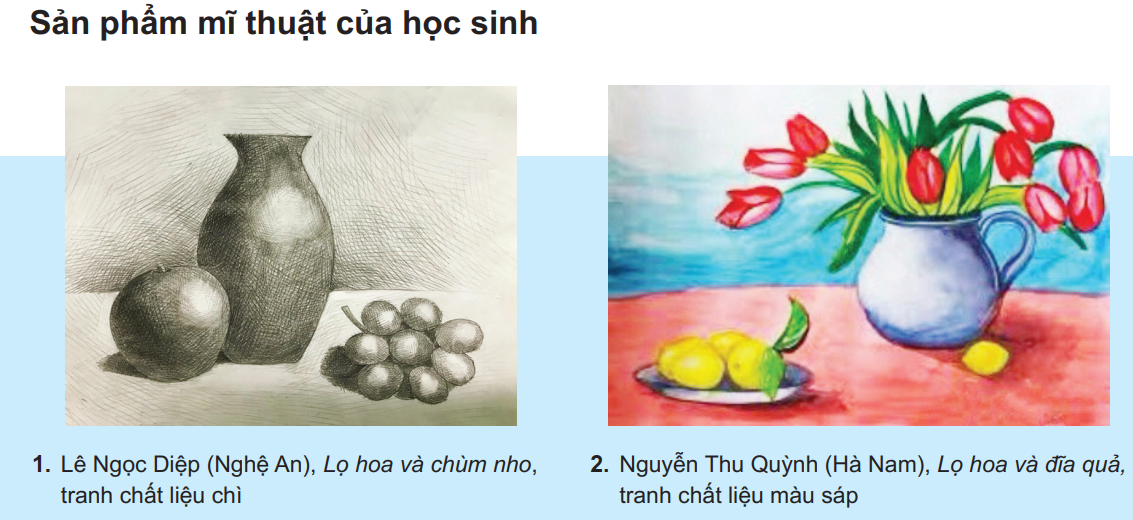 Sản phẩm mĩ thuật của học sinh
1. Lê Ngọc Diệp (Nghệ An), Lọ hoa và chùm nho,
tranh chất liệu chì
2. Nguyễn Thu Quỳnh (Hà Nam), Lọ hoa và đĩa quả,
tranh chất liệu màu sáp